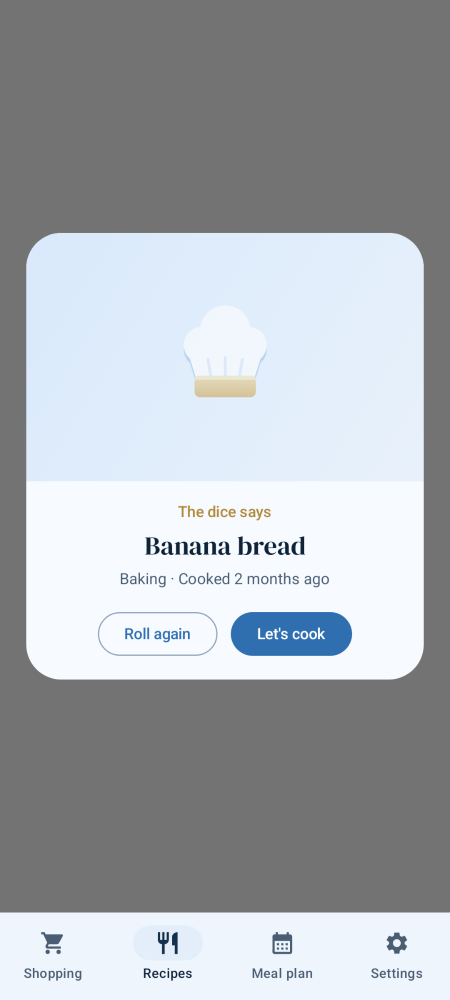 The dice says
Banana bread
Baking · Cooked 2 months ago
Roll again
Let's cook
Shopping
Recipes
Meal plan
Settings